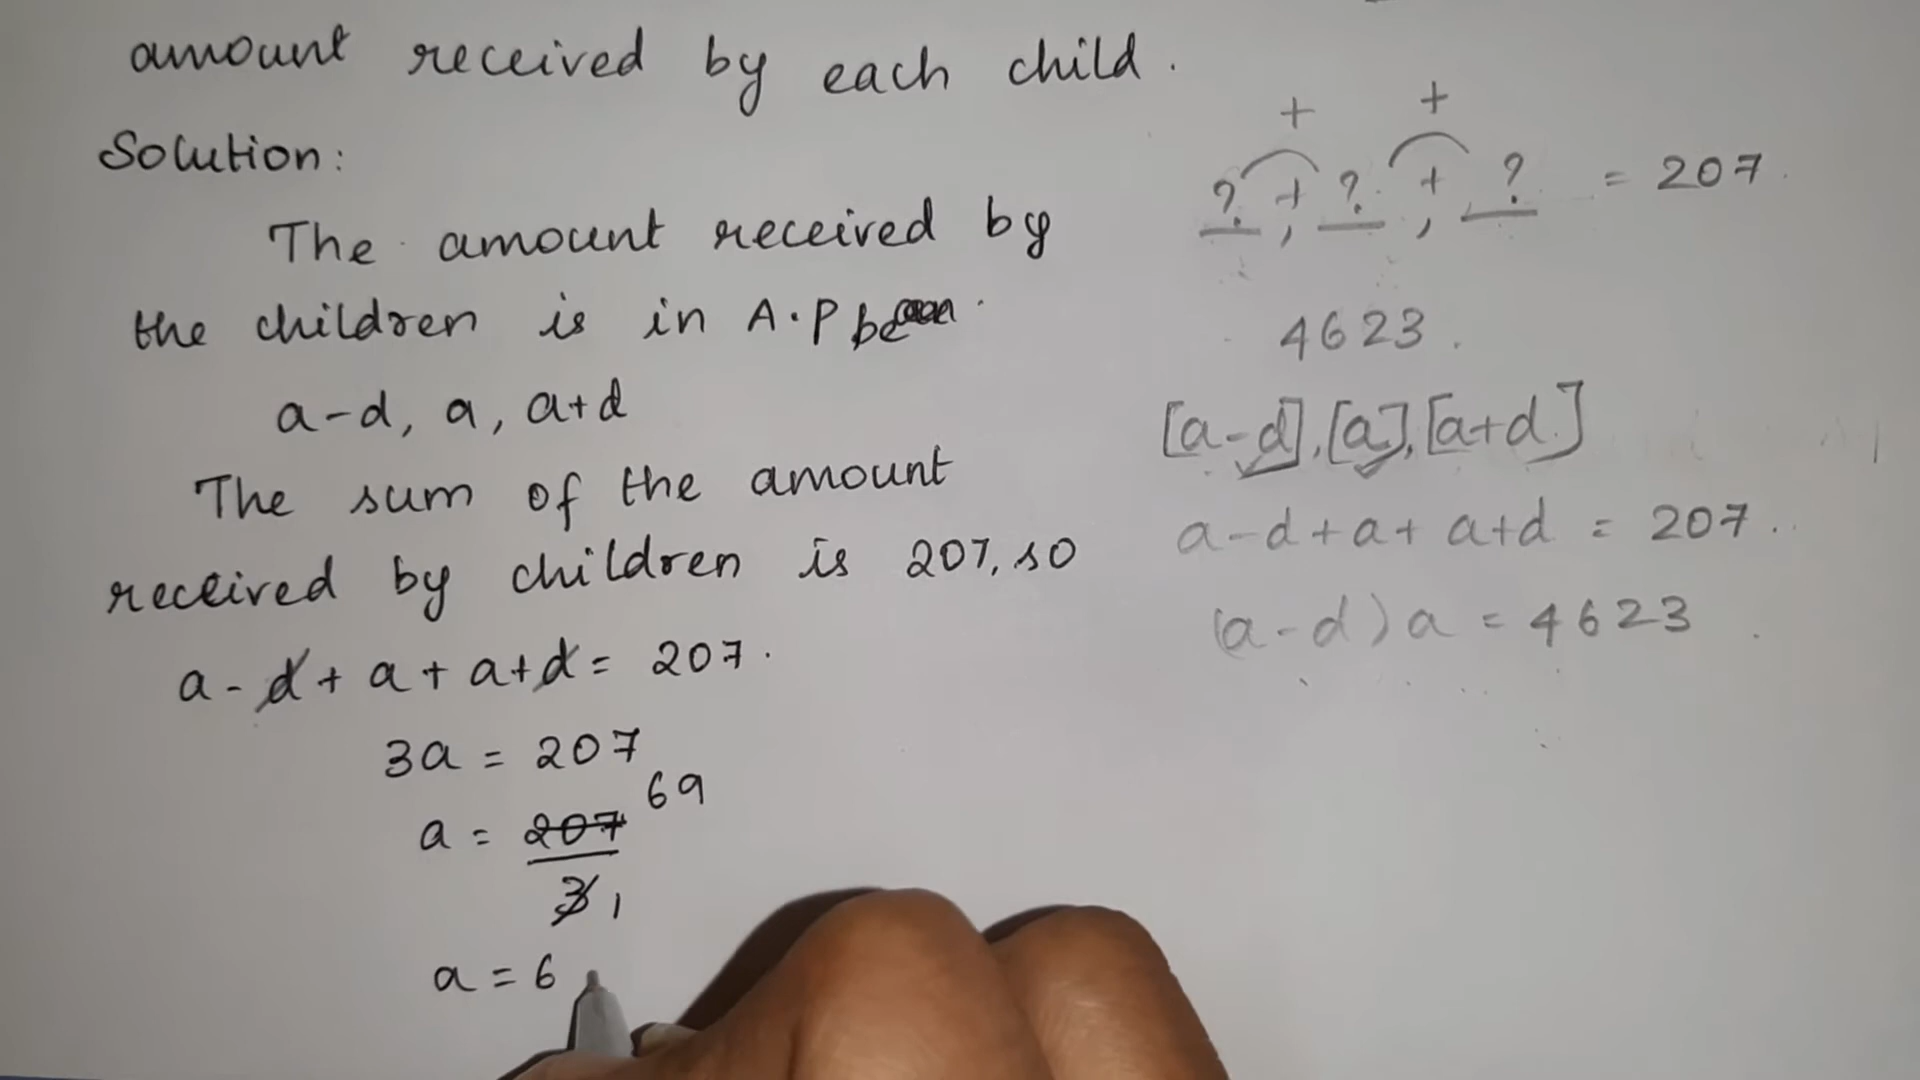 amount received by each child.
Solution:
The amount received by
the children is in A.P be
a-d, a, a+d
The sum of the amount
received by children is 207, so
a-d+a+a+d= 207.
3a = 207
69
a = 207
3 1
a = 6
+ +
? + ? + ? = 207
, ,
4623.
[a-d],[a],[a+d]
a-d+a+a+d = 207.
(a-d)a = 4623